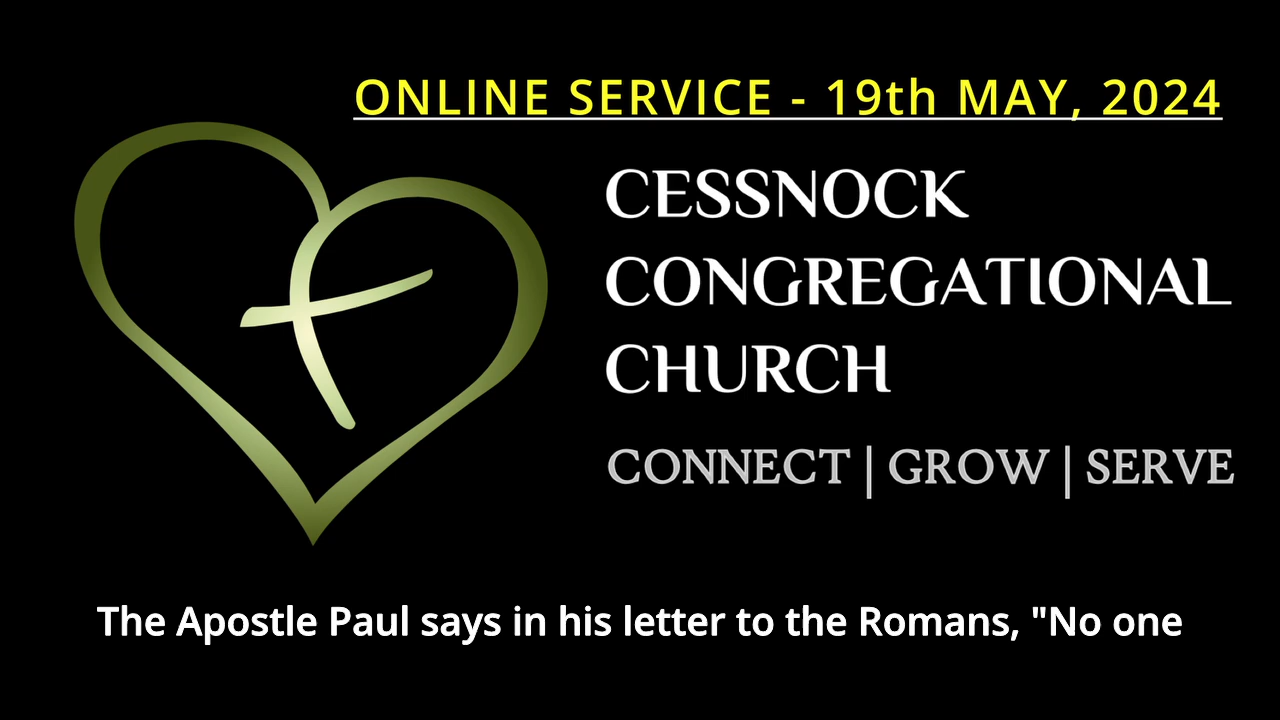 ONLINE SERVICE - 19th MAY, 2024
CESSNOCK
CONGREGATIONAL
CHURCH
CONNECT | GROW | SERVE
The Apostle Paul says in his letter to the Romans, "No one